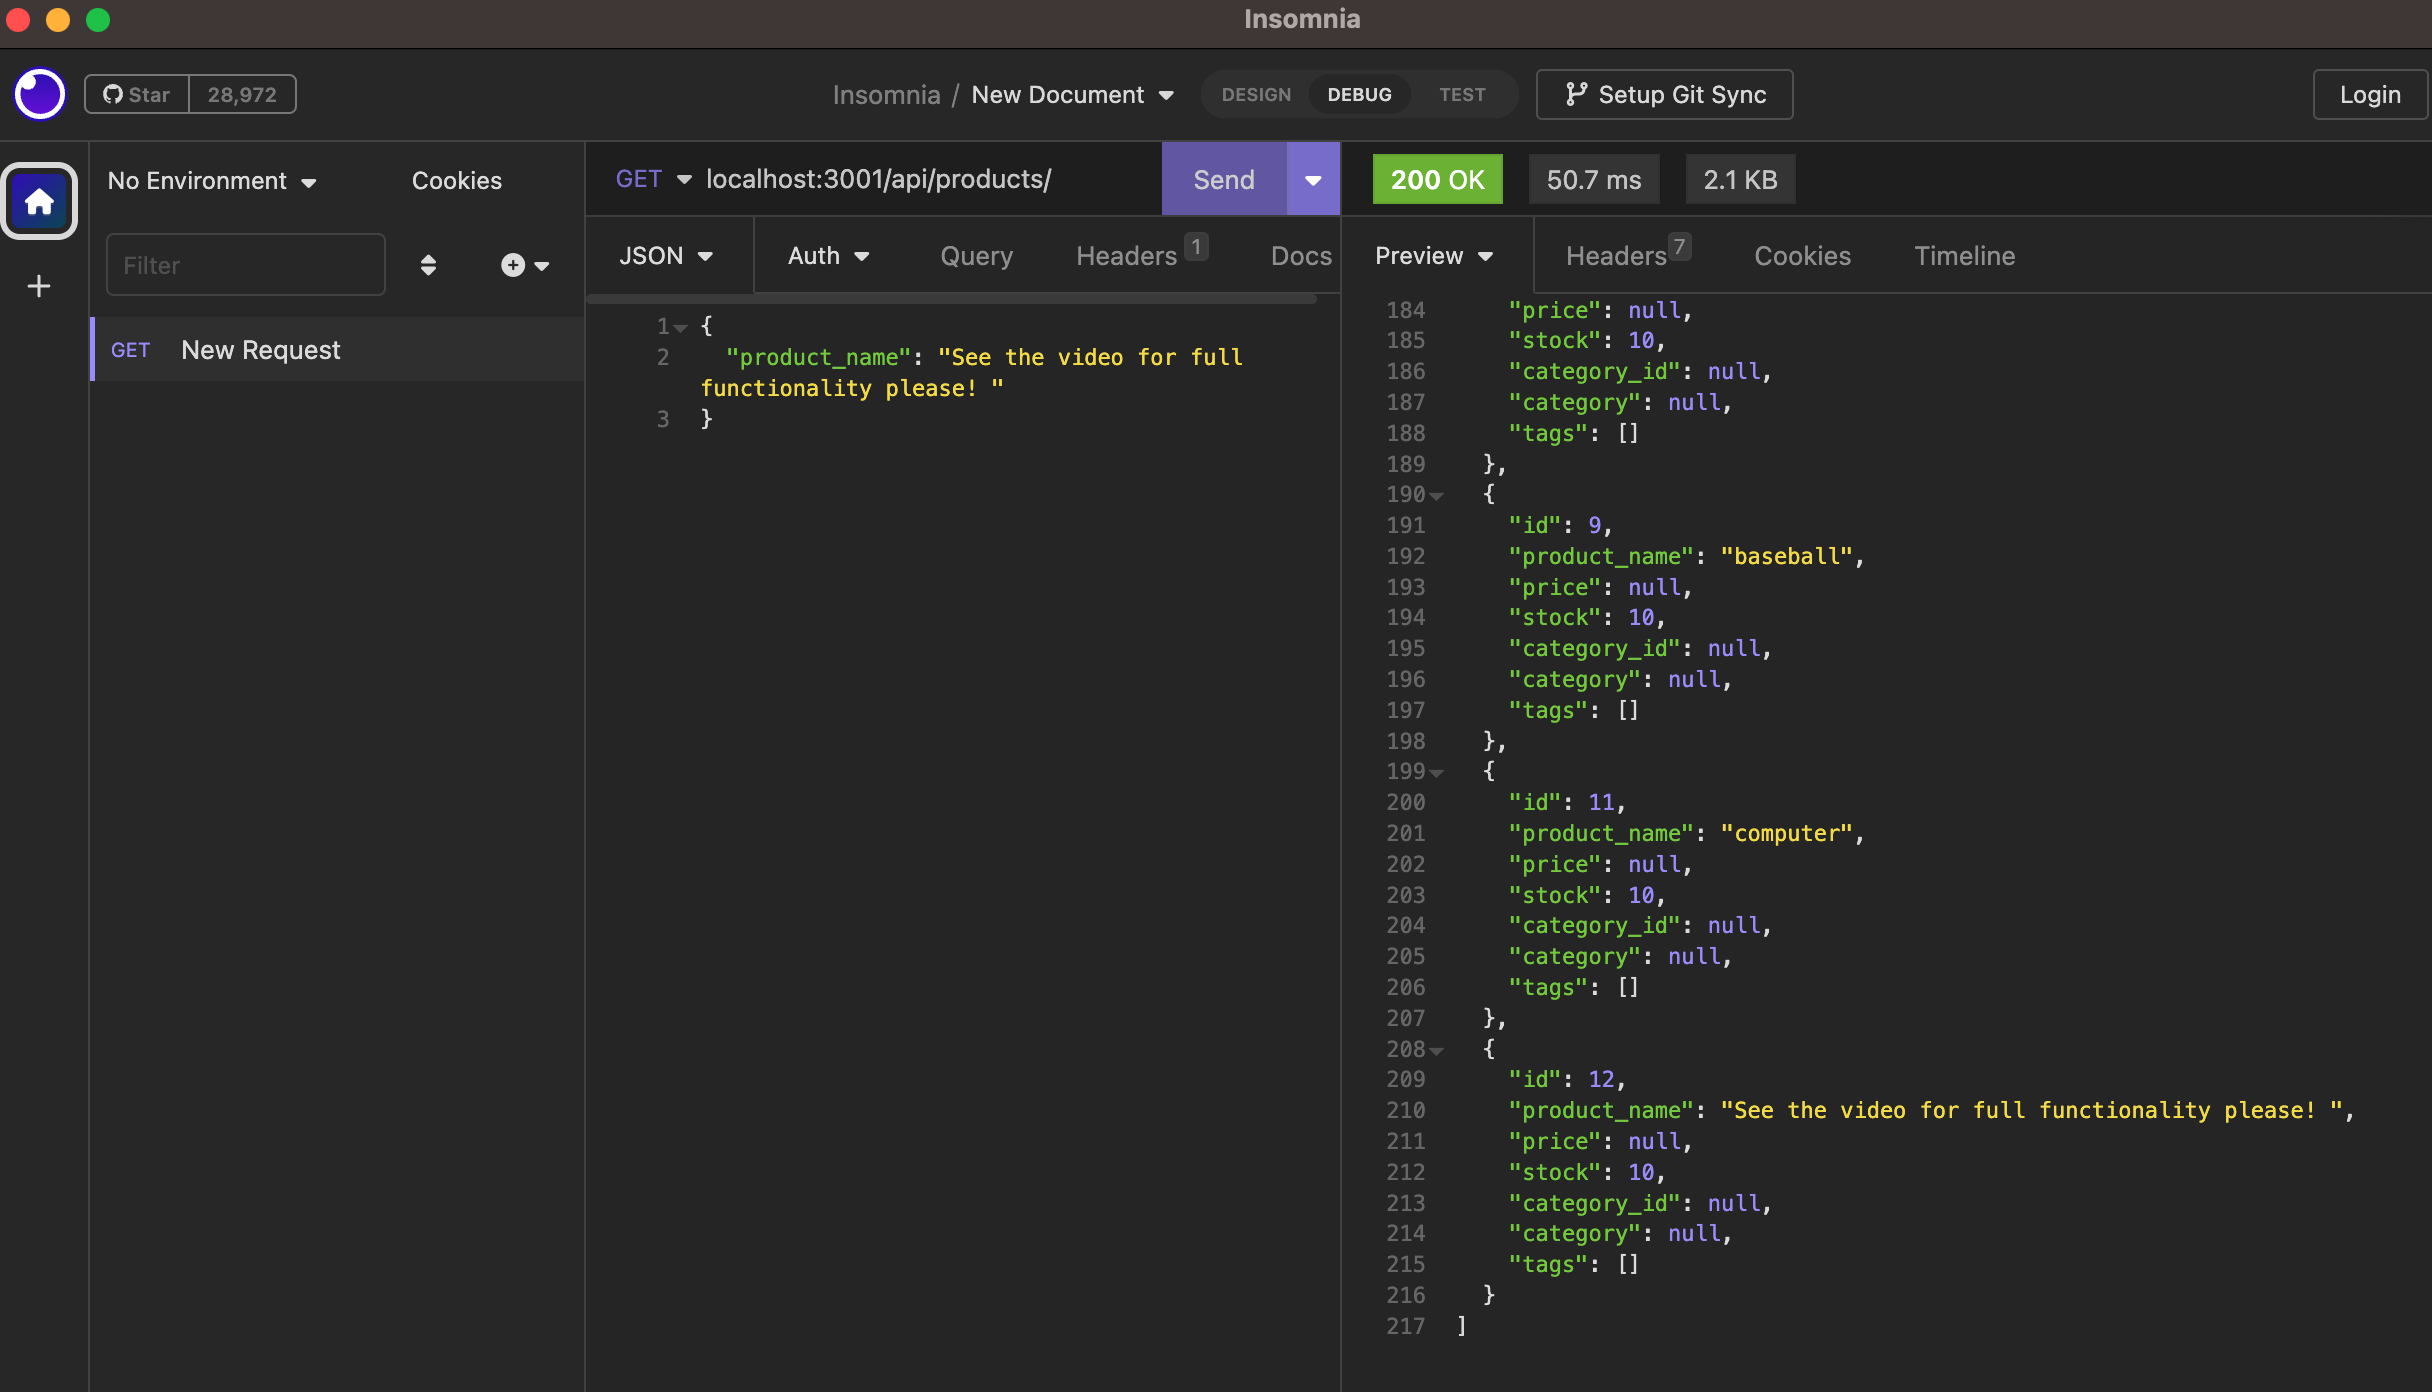 Insomnia
Star 28,972
Insomnia / New Document
DESIGN DEBUG TEST
Setup Git Sync
Login
No Environment Cookies
Filter
GET New Request
GET localhost:3001/api/products/ Send
JSON Auth Query Headers 1 Docs
1 {
2 "product_name": "See the video for full
functionality please! "
3 }
200 OK 50.7 ms 2.1 KB
Preview Headers 7 Cookies Timeline
184 "price": null,
185 "stock": 10,
186 "category_id": null,
187 "category": null,
188 "tags": []
189 },
190 {
191 "id": 9,
192 "product_name": "baseball",
193 "price": null,
194 "stock": 10,
195 "category_id": null,
196 "category": null,
197 "tags": []
198 },
199 {
200 "id": 11,
201 "product_name": "computer",
202 "price": null,
203 "stock": 10,
204 "category_id": null,
205 "category": null,
206 "tags": []
207 },
208 {
209 "id": 12,
210 "product_name": "See the video for full functionality please! ",
211 "price": null,
212 "stock": 10,
213 "category_id": null,
214 "category": null,
215 "tags": []
216 }
217 ]